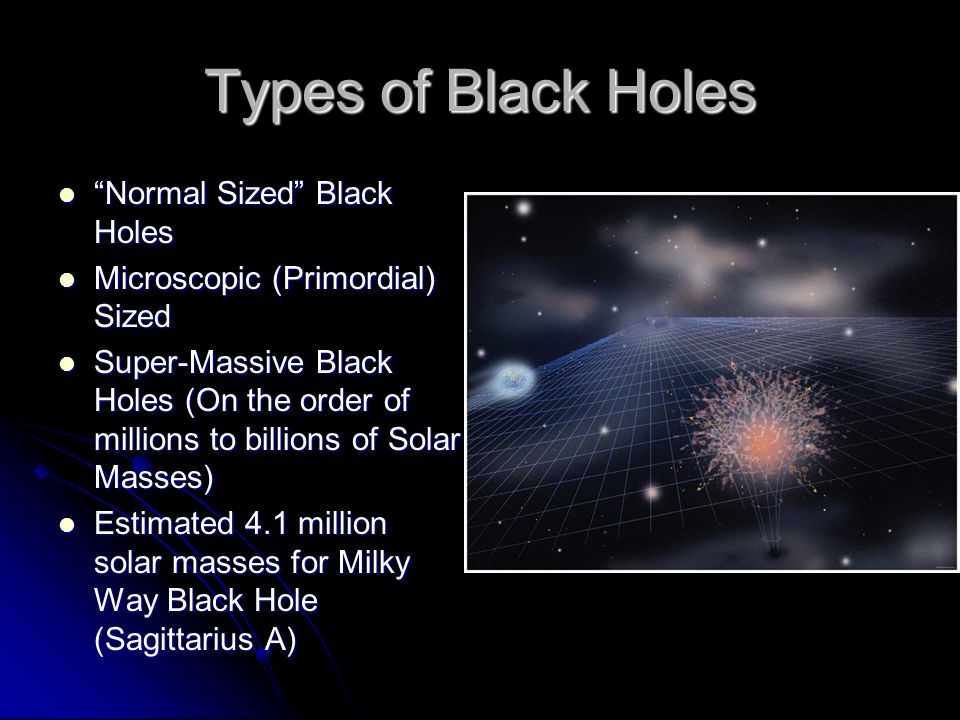 Types of Black Holes
“Normal Sized” Black
Holes
Microscopic (Primordial)
Sized
Super-Massive Black
Holes (On the order of
millions to billions of Solar
Masses)
Estimated 4.1 million
solar masses for Milky
Way Black Hole
(Sagittarius A)